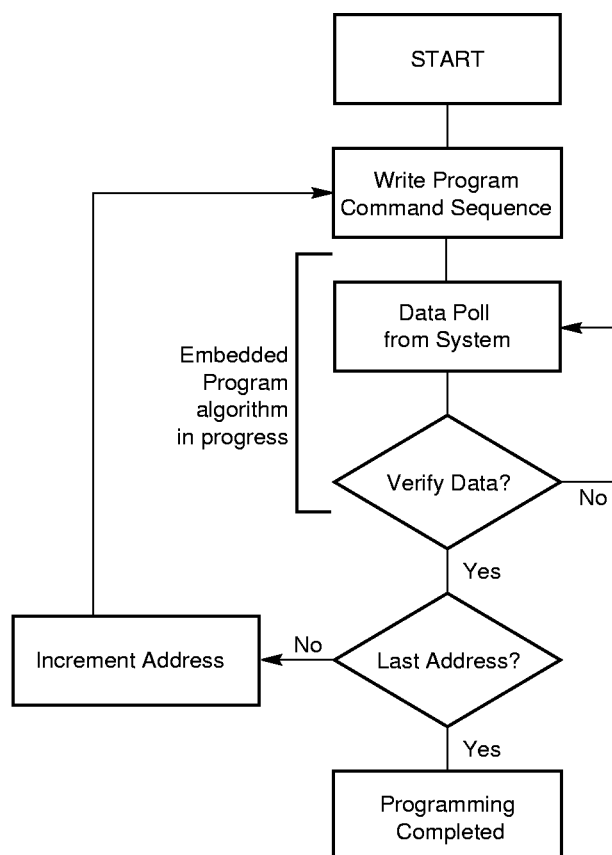 START
Write Program
Command Sequence
Data Poll
from System
Embedded
Program
algorithm
in progress
Verify Data?
No
Yes
No
Increment Address
Last Address?
Yes
Programming
Completed